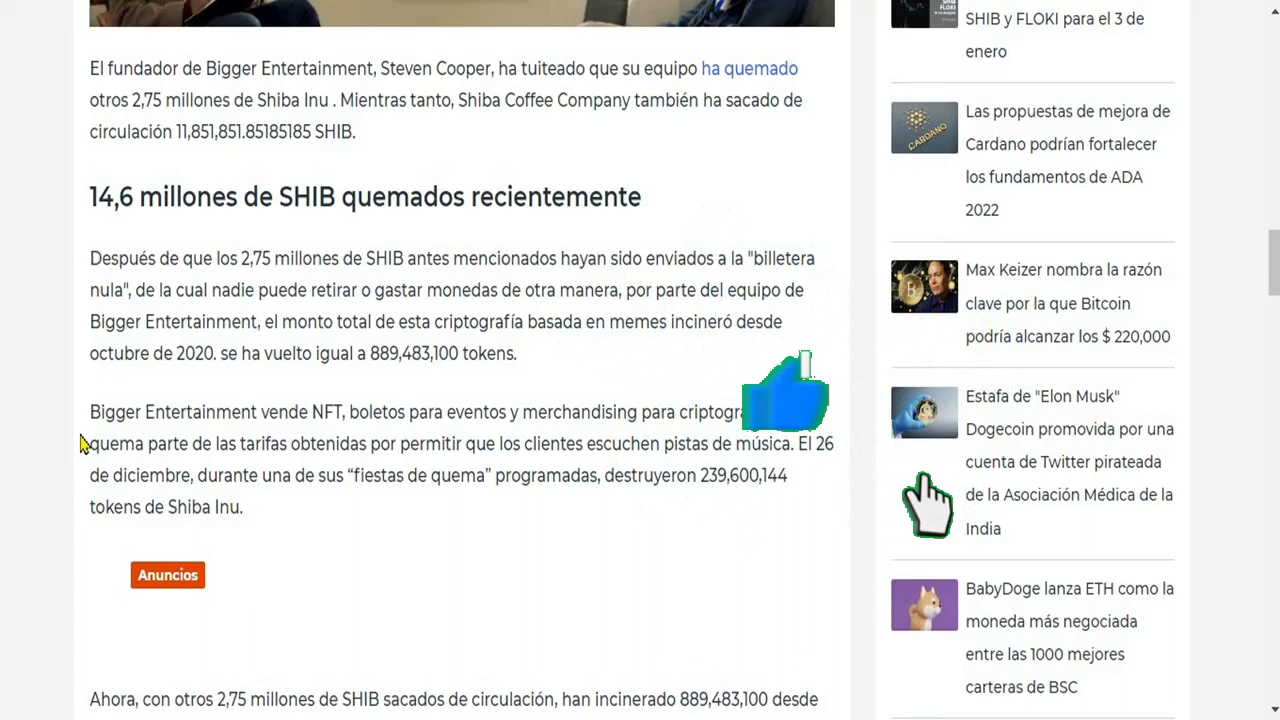 El fundador de Bigger Entertainment, Steven Cooper, ha tuiteado que su equipo ha quemado
otros 2,75 millones de Shiba Inu . Mientras tanto, Shiba Coffee Company también ha sacado de
circulación 11,851,851.85185185 SHIB.
14,6 millones de SHIB quemados recientemente
Después de que los 2,75 millones de SHIB antes mencionados hayan sido enviados a la "billetera
nula", de la cual nadie puede retirar o gastar monedas de otra manera, por parte del equipo de
Bigger Entertainment, el monto total de esta criptografía basada en memes incineró desde
octubre de 2020. se ha vuelto igual a 889,483,100 tokens.
Bigger Entertainment vende NFT, boletos para eventos y merchandising para
quema parte de las tarifas obtenidas por permitir que los clientes escuchen pistas de música. El 26
de diciembre, durante una de sus “fiestas de quema” programadas, destruyeron 239,600,144
tokens de Shiba Inu.
Anuncios
Ahora, con otros 2,75 millones de SHIB sacados de circulación, han incinerado 889,483,100 desde
SHIB y FLOKI para el 3 de
enero
CARDANO
Las propuestas de mejora de
Cardano podrían fortalecer
los fundamentos de ADA
2022
Max Keizer nombra la razón
clave por la que Bitcoin
podría alcanzar los $ 220,000
Estafa de "Elon Musk"
Dogecoin promovida por una
cuenta de Twitter pirateada
de la Asociación Médica de la
India
BabyDoge lanza ETH como la
moneda más negociada
entre las 1000 mejores
carteras de BSC